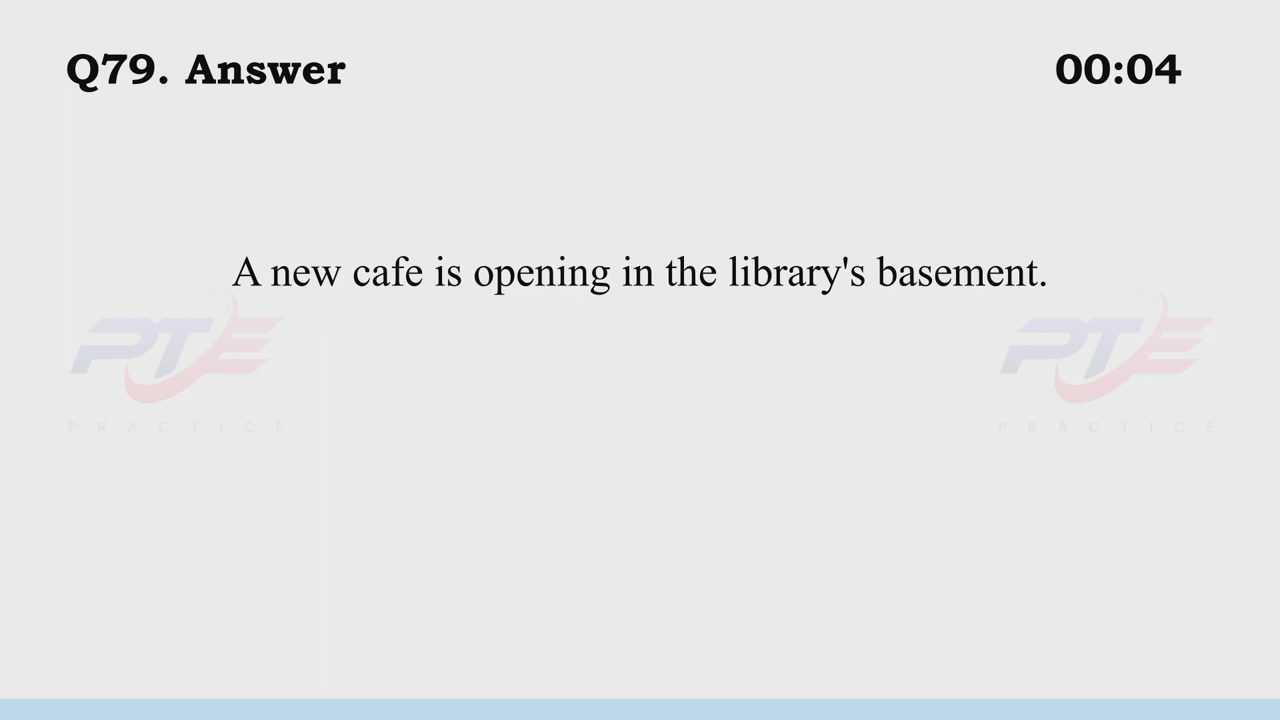 Q79. Answer
00:04
A new cafe is opening in the library's basement.
PTE
PRACTICE
PTE
PRACTICE